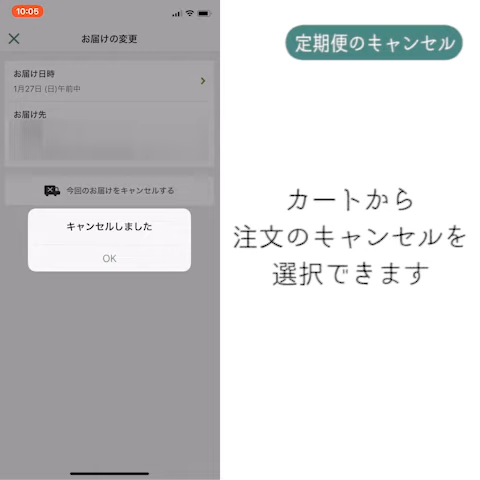 10:06
お届けの変更
お届け日時
1月27日 (日)午前中
お届け先
今回のお届けをキャンセルする
キャンセルしました
OK
定期便のキャンセル
カートから
注文のキャンセルを
選択できます